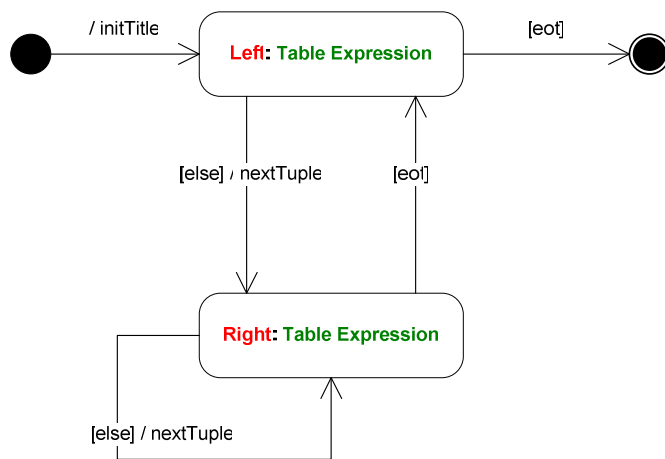 / initTitle
[eot]
Left: Table Expression
[else] / nextTuple
[eot]
Right: Table Expression
[else] / nextTuple